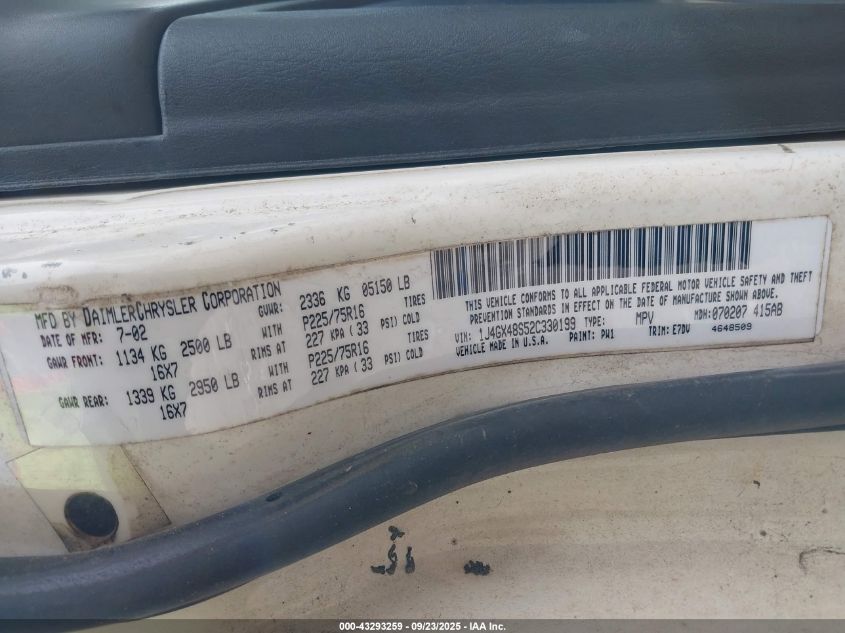 MFD BY DAIMLERCHRYSLER CORPORATION
DATE OF MFR: 7-02 GVWR: 2336 KG 05150 LB
GAWR FRONT: 1134 KG 2500 LB WITH P225/75R16 TIRES
16X7 RIMS AT 227 KPA (33 PSI) COLD
GAWR REAR: 1339 KG 2950 LB WITH P225/75R16 TIRES
16X7 RIMS AT 227 KPA (33 PSI) COLD
THIS VEHICLE CONFORMS TO ALL APPLICABLE FEDERAL MOTOR VEHICLE SAFETY AND THEFT
PREVENTION STANDARDS IN EFFECT ON THE DATE OF MANUFACTURE SHOWN ABOVE.
VIN: 1J4GX48S52C330199 TYPE: MPV MDH: 070207 415AB
VEHICLE MADE IN U.S.A. PAINT: PW1 TRIM: E7DV 4648509
000-43293259 - 09/23/2025 - IAA Inc.